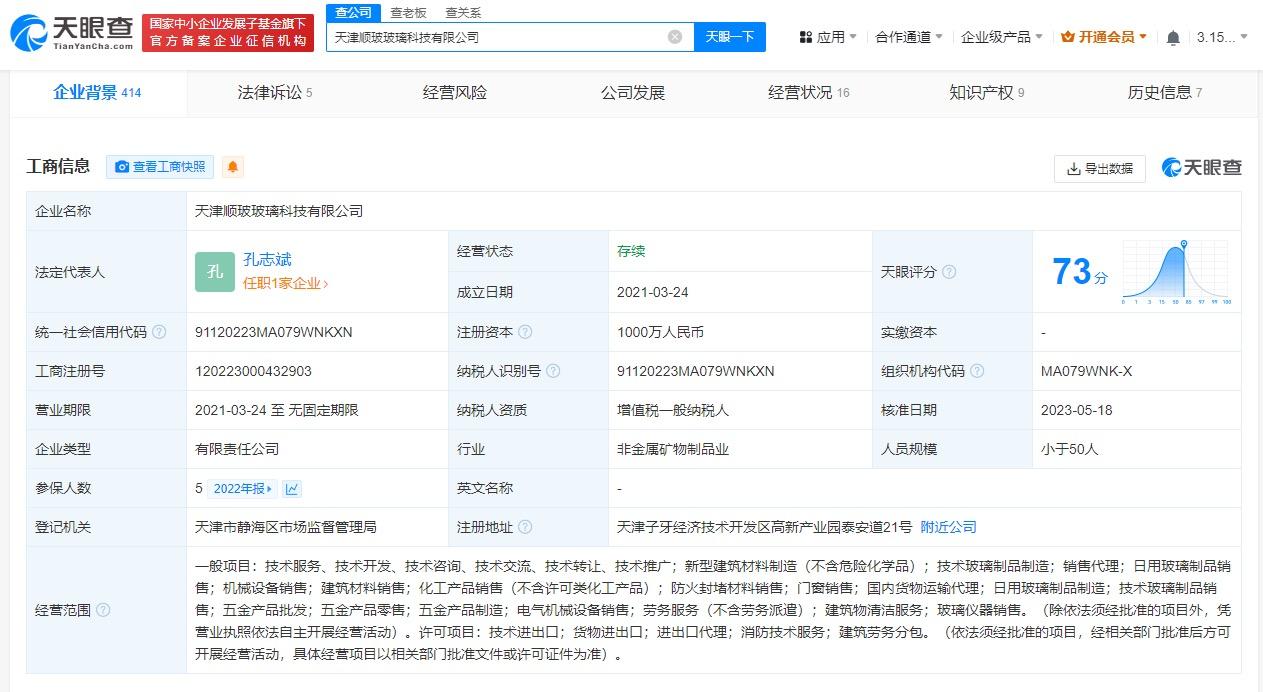 天眼查
TianYanCha.com
国家中小企业发展子基金旗下
官方备案企业征信机构
查公司 查老板 查关系
天津顺玻玻璃科技有限公司 天眼一下
应用 合作通道 企业级产品 开通会员 3.15...
企业背景 414 法律诉讼 5 经营风险 公司发展 经营状况 16 知识产权 9 历史信息 7
工商信息 查看工商快照 导出数据 天眼查
企业名称 天津顺玻玻璃科技有限公司
法定代表人 孔 孔志斌 任职1家企业
经营状态 存续
成立日期 2021-03-24
天眼评分 ? 73分
0 1 3 15 50 85 97 99 100
统一社会信用代码 ? 91120223MA079WNKXN 注册资本 ? 1000万人民币 实缴资本 -
工商注册号 120223000432903 纳税人识别号 ? 91120223MA079WNKXN 组织机构代码 ? MA079WNK-X
营业期限 2021-03-24 至 无固定期限 纳税人资质 增值税一般纳税人 核准日期 2023-05-18
企业类型 有限责任公司 行业 非金属矿物制品业 人员规模 小于50人
参保人数 5 2022年报 英文名称 -
登记机关 天津市静海区市场监督管理局 注册地址 ? 天津子牙经济技术开发区高新产业园泰安道21号 附近公司
经营范围 ?
一般项目：技术服务、技术开发、技术咨询、技术交流、技术转让、技术推广；新型建筑材料制造（不含危险化学品）；技术玻璃制品制造；销售代理；日用玻璃制品销
售；机械设备销售；建筑材料销售；化工产品销售（不含许可类化工产品）；防火封堵材料销售；门窗销售；国内货物运输代理；日用玻璃制品制造；技术玻璃制品销
售；五金产品批发；五金产品零售；五金产品制造；电气机械设备销售；劳务服务（不含劳务派遣）；建筑物清洁服务；玻璃仪器销售。（除依法须经批准的项目外，凭
营业执照依法自主开展经营活动）。许可项目：技术进出口；货物进出口；进出口代理；消防技术服务；建筑劳务分包。（依法须经批准的项目，经相关部门批准后方可
开展经营活动，具体经营项目以相关部门批准文件或许可证件为准）。